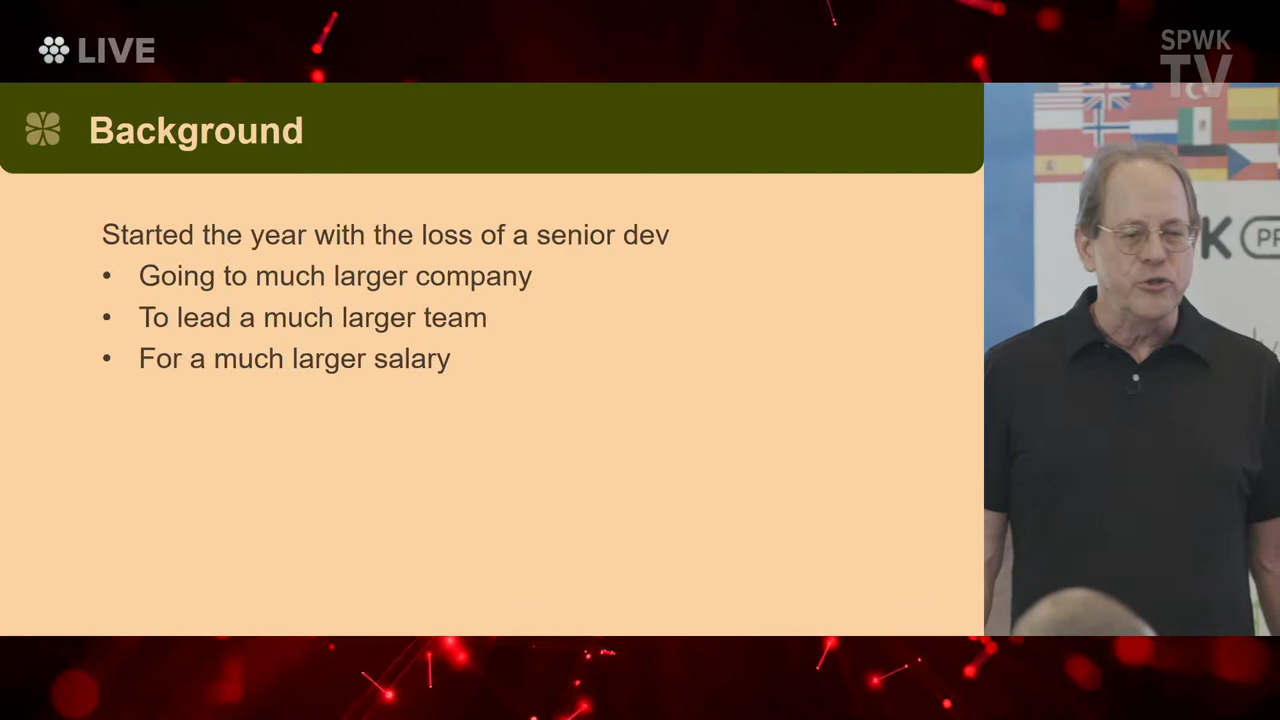 LIVE
SPWK
TV
Background
Started the year with the loss of a senior dev
• Going to much larger company
• To lead a much larger team
• For a much larger salary
K